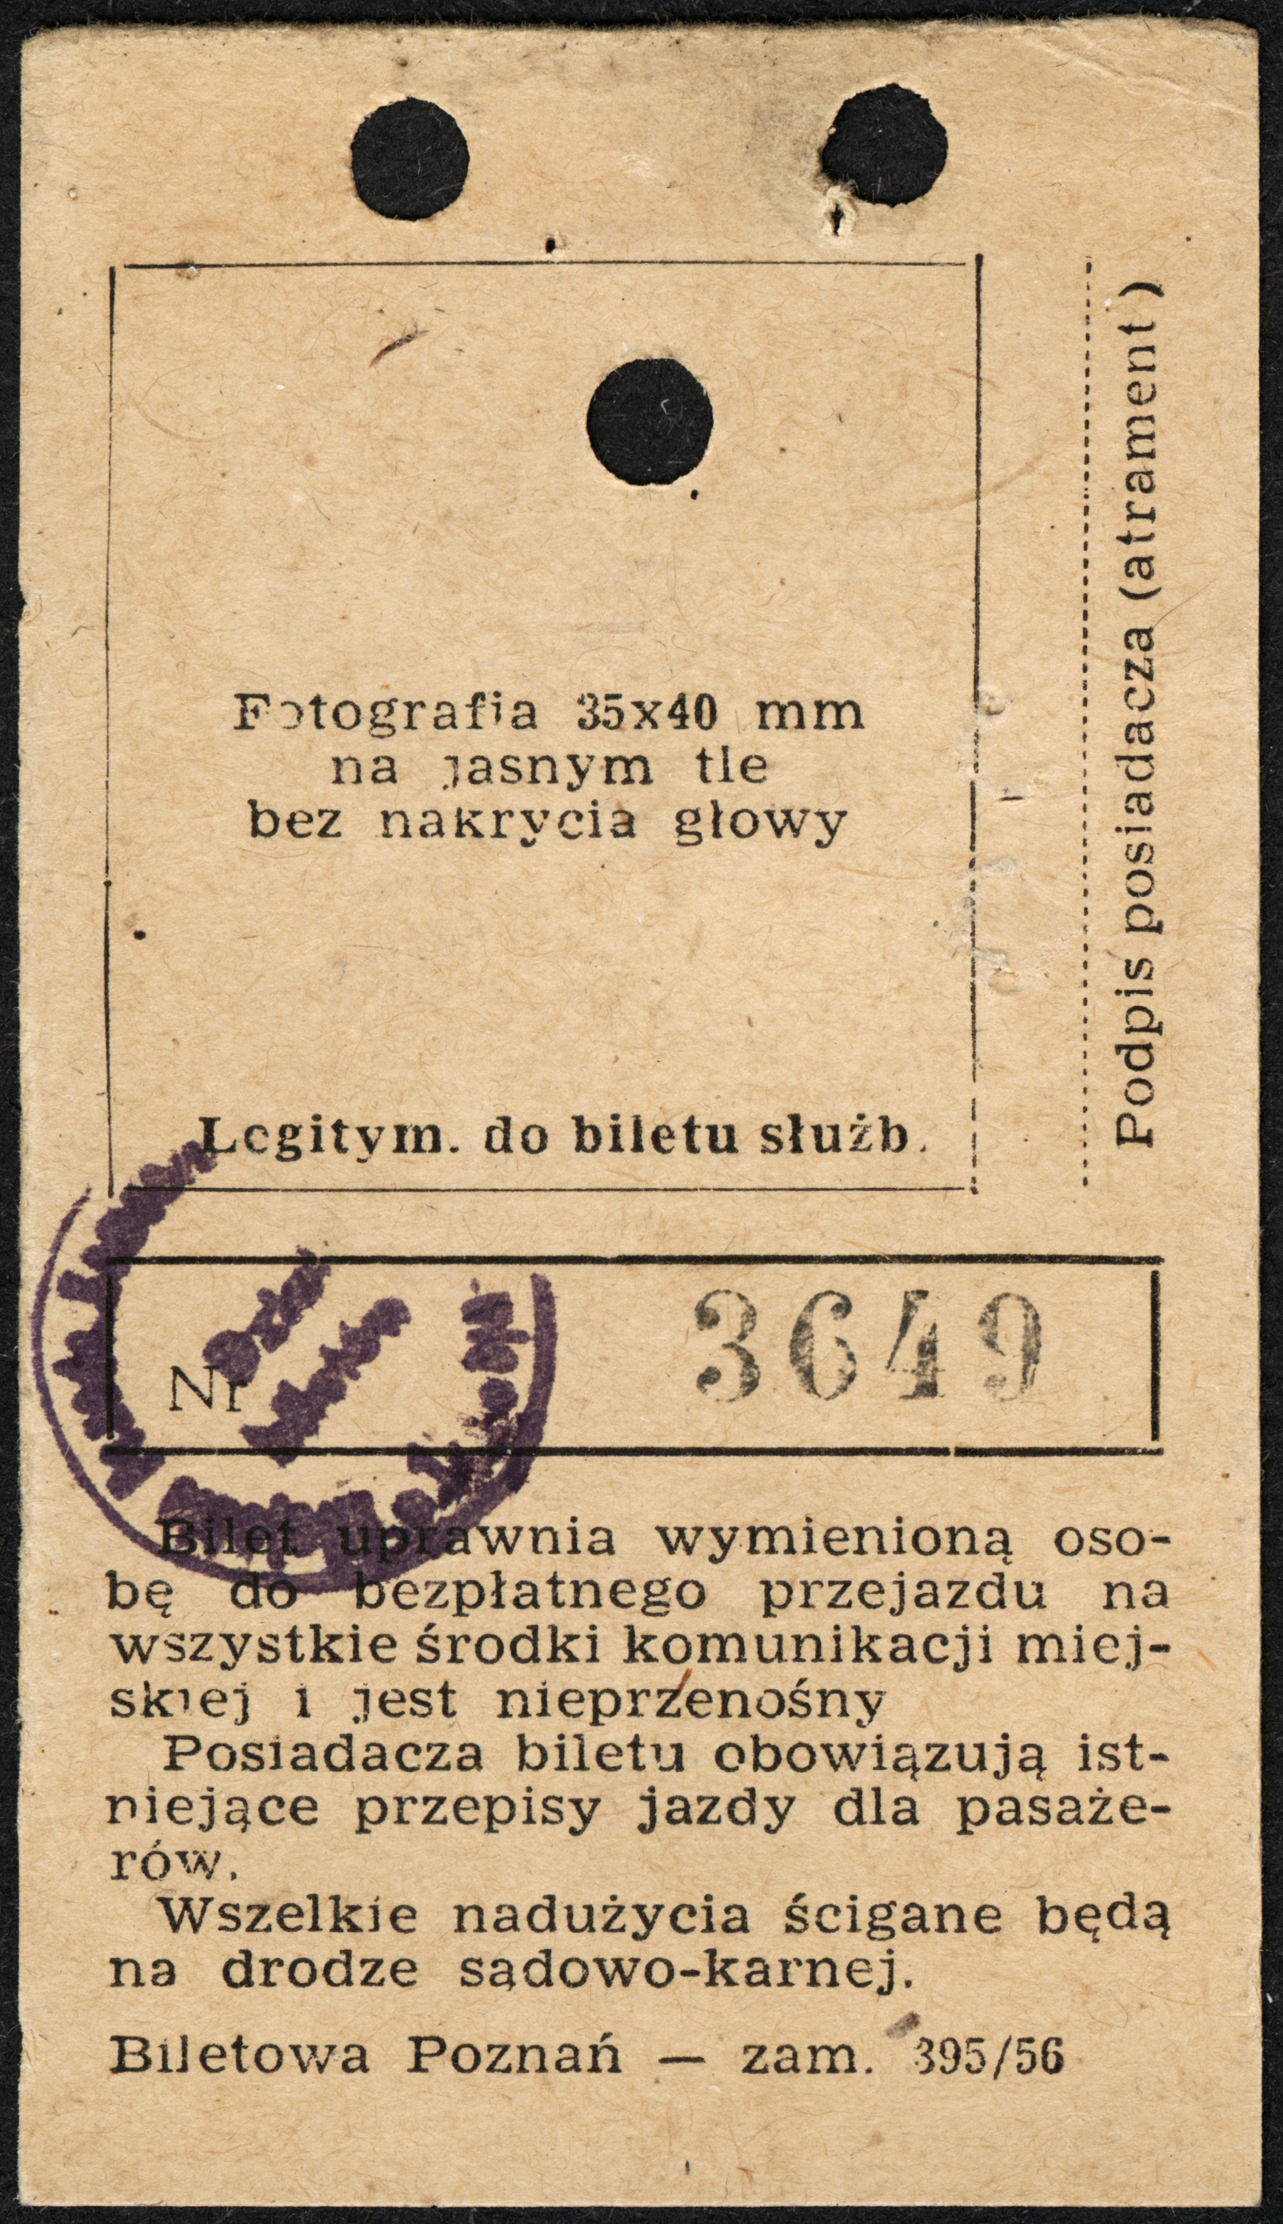 Fotografia 35x40 mm
na jasnym tle
bez nakrycia głowy
Legitym. do biletu służb.
Podpis posiadacza (atrament)
Nr 3649
Bilet uprawnia wymienioną oso-
bę do bezpłatnego przejazdu na
wszystkie środki komunikacji miej-
skiej i jest nieprzenośny
Posiadacza biletu obowiązują ist-
niejące przepisy jazdy dla pasaże-
rów.
Wszelkie nadużycia ścigane będą
na drodze sądowo-karnej.
Biletowa Poznań — zam. 395/56